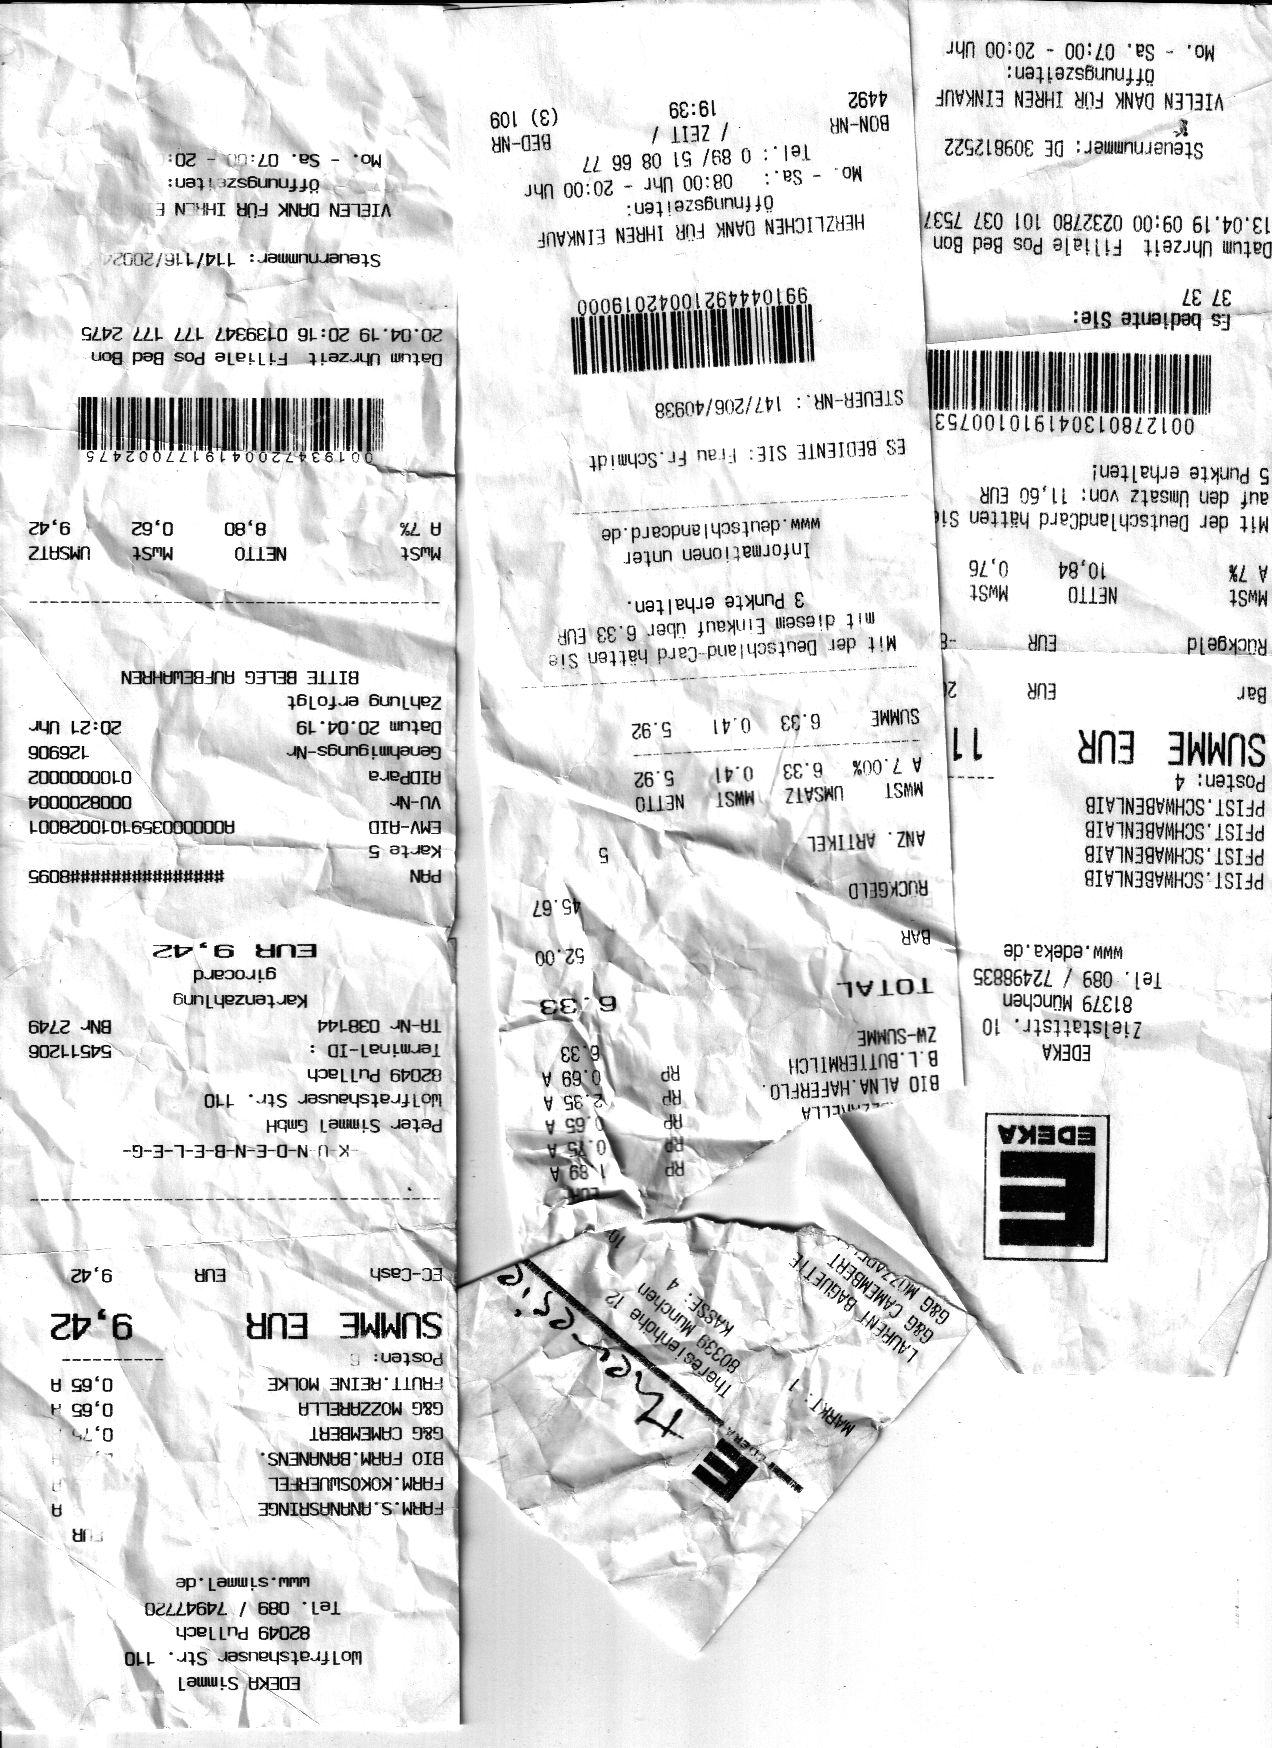 EDEKA Simmel
Wolfratshauser Str. 110
82049 Pullach
Tel. 089 / 74947720
www.simmel.de
FARM.S.ANANASRINGE A
FARM.KOKOSWUERFEL
BIO FARM.BANANENS.
G&G CAMEMBERT
G&G MOZZARELLA 0,65
FRUTT.REINE MOLKE 0,65 A
Posten:
SUMME EUR 9,42
EC-Cash EUR 9,42
K-U-N-D-E-N-B-E-L-E-G-
Peter Simmel GmbH
Wolfratshauser Str. 110
82049 Pullach
Terminal-ID : 54511206
TA-Nr 038144 BNr 2749
Kartenzahlung
girocard
EUR 9,42
PAN ###############8095
Karte 5
EMV-AID A00000003591010028001
VU-Nr 0008200004
AIDPara 0100000002
Genehmigungs-Nr 126906
Datum 20.04.19 20:21 Uhr
Zahlung erfolgt
BITTE BELEG AUFBEWAHREN
MwSt NETTO MwSt UMSATZ
A 7% 8,80 0,62 9,42
0019347200419177002475
Datum Uhrzeit Filiale Pos Bed Bon
20.04.19 20:16 0139347 177 177 2475
Steuernummer: 114/116/2002
VIELEN DANK FÜR IHREN E
Öffnungszeiten:
Mo. - Sa. 07:00 - 20:
EDEKA
theresie
Theresienhöhe 12
80339 München
KASSE: 4
MARKT: 1
EUR
LAURENT BAGUETTE RP 1.89 A
G&G CAMEMBERT RP 0.75 A
G&G MOZZARELLA RP 0.65 A
BIO ALNA.HAFERFLO. RP 2.35 A
B.L.BUTTERMILCH RP 0.69 A
ZW-SUMME 6.33
TOTAL 6.33
BAR 52.00
RÜCKGELD 45.67
ANZ. ARTIKEL 5
MWST UMSATZ MWST NETTO
A 7.00% 6.33 0.41 5.92
SUMME 6.33 0.41 5.92
Mit der Deutschland-Card hätten Sie
mit diesem Einkauf über 6.33 EUR
3 Punkte erhalten.
Informationen unter
www.deutschlandcard.de
ES BEDIENTE SIE: Frau Fr.Schmidt
STEUER-NR.: 147/206/40938
9910444921004201900​0
HERZLICHEN DANK FÜR IHREN EINKAUF
Öffnungszeiten:
Mo. - Sa.: 08:00 Uhr - 20:00 Uhr
Tel.: 0 89/ 51 08 66 77
BON-NR / ZEIT / BED-NR
4492 19:39 (3) 109
EDEKA
EDEKA
Zielstattstr. 10
81379 München
Tel. 089 / 72498835
www.edeka.de
PFIST.SCHWABENLAIB
PFIST.SCHWABENLAIB
PFIST.SCHWABENLAIB
PFIST.SCHWABENLAIB
Posten: 4
SUMME EUR 11
Bar EUR
Rückgeld EUR
MwSt NETTO MwSt
A 7% 10,84 0,76
Mit der DeutschlandCard hätten Sie
auf den Umsatz von: 11,60 EUR
5 Punkte erhalten!
00127801304191010075​3
Es bediente Sie:
37 37
Datum Uhrzeit Filiale Pos Bed Bon
13.04.19 09:00 0232780 101 037 7537
Steuernummer: DE 309812522
VIELEN DANK FÜR IHREN EINKAUF
Öffnungszeiten:
Mo. - Sa. 07:00 - 20:00 Uhr